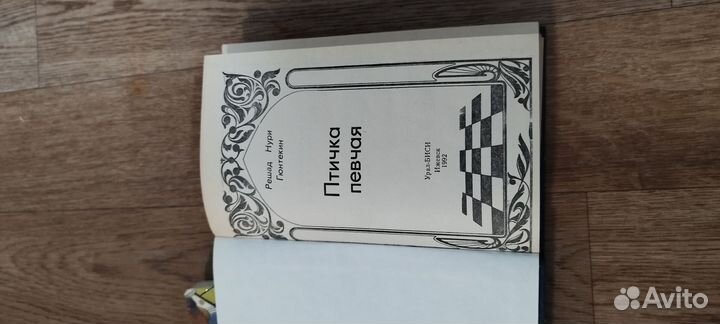 Решад Нури
Гюнтекин
Птичка
певчая
Урал-БИСИ
Ижевск
1992
Avito